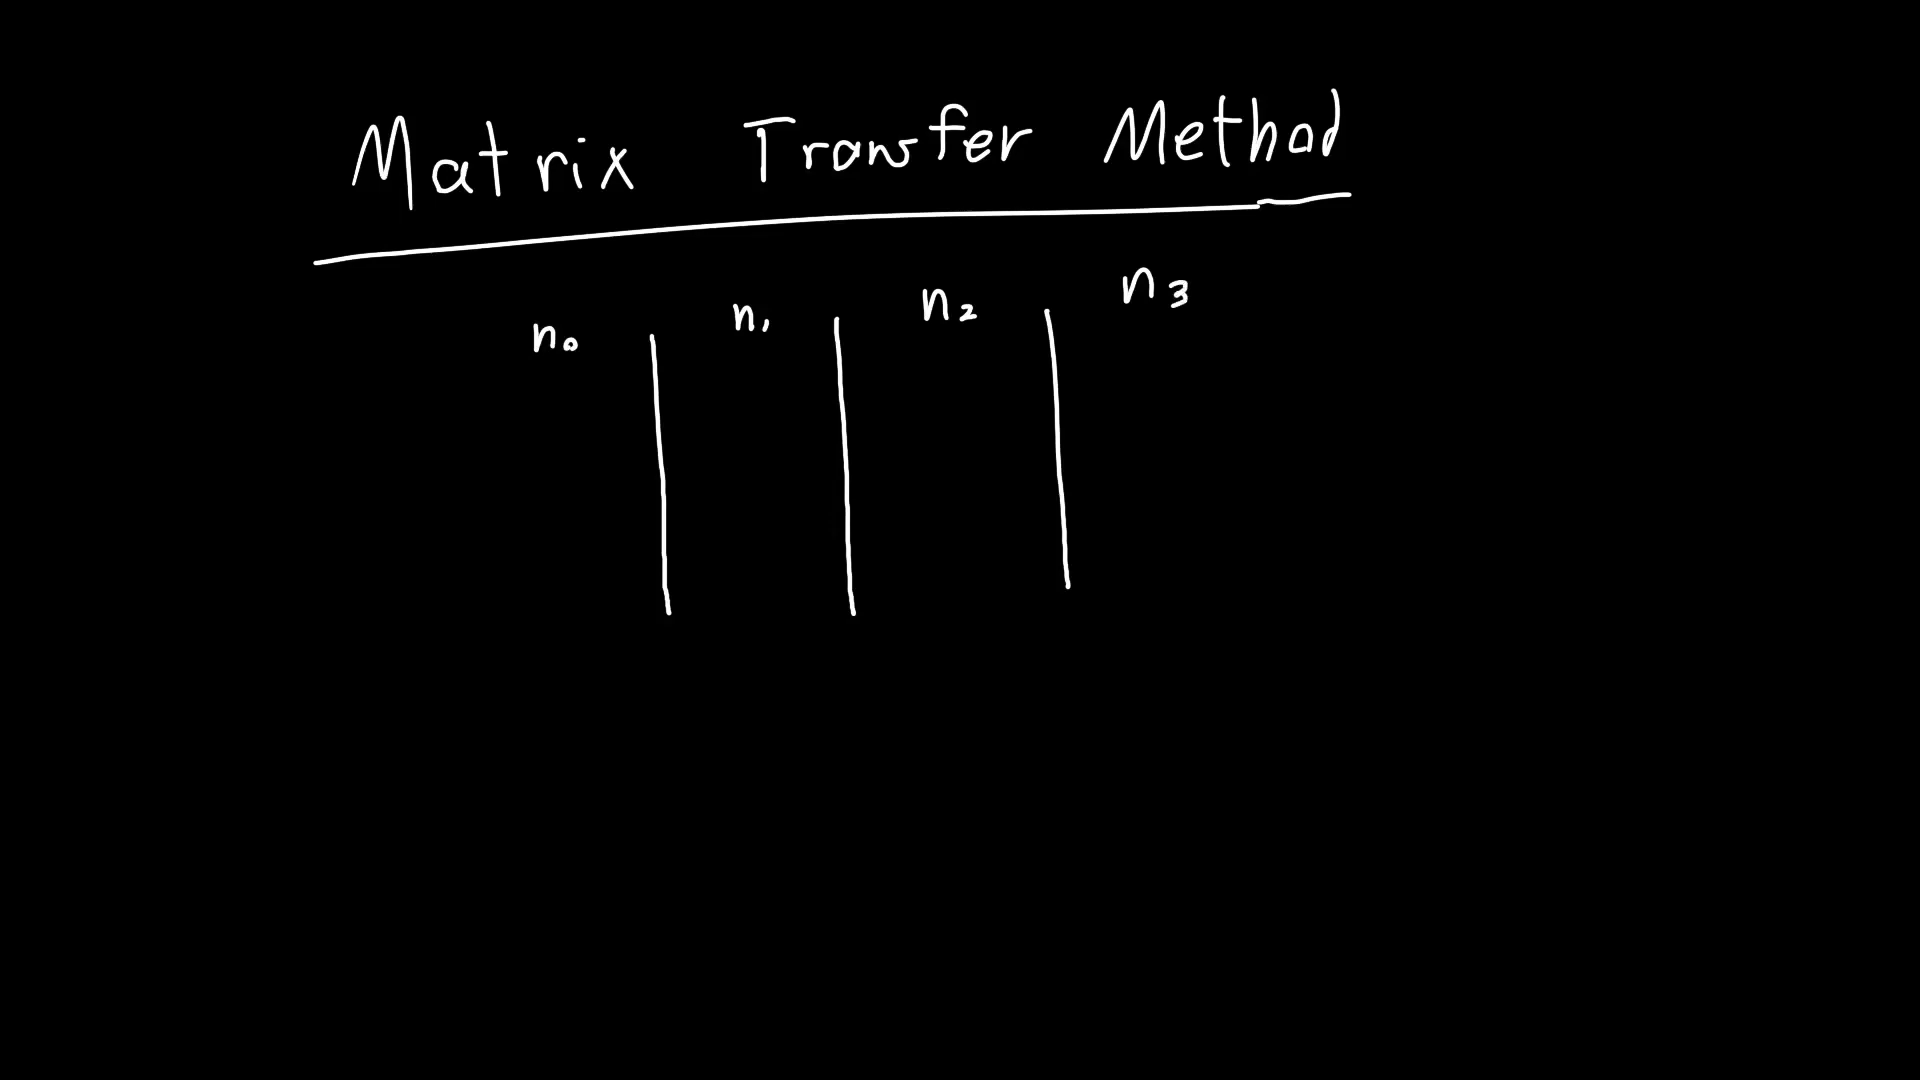 Matrix Transfer Method
n₀ n₁ n₂ n₃